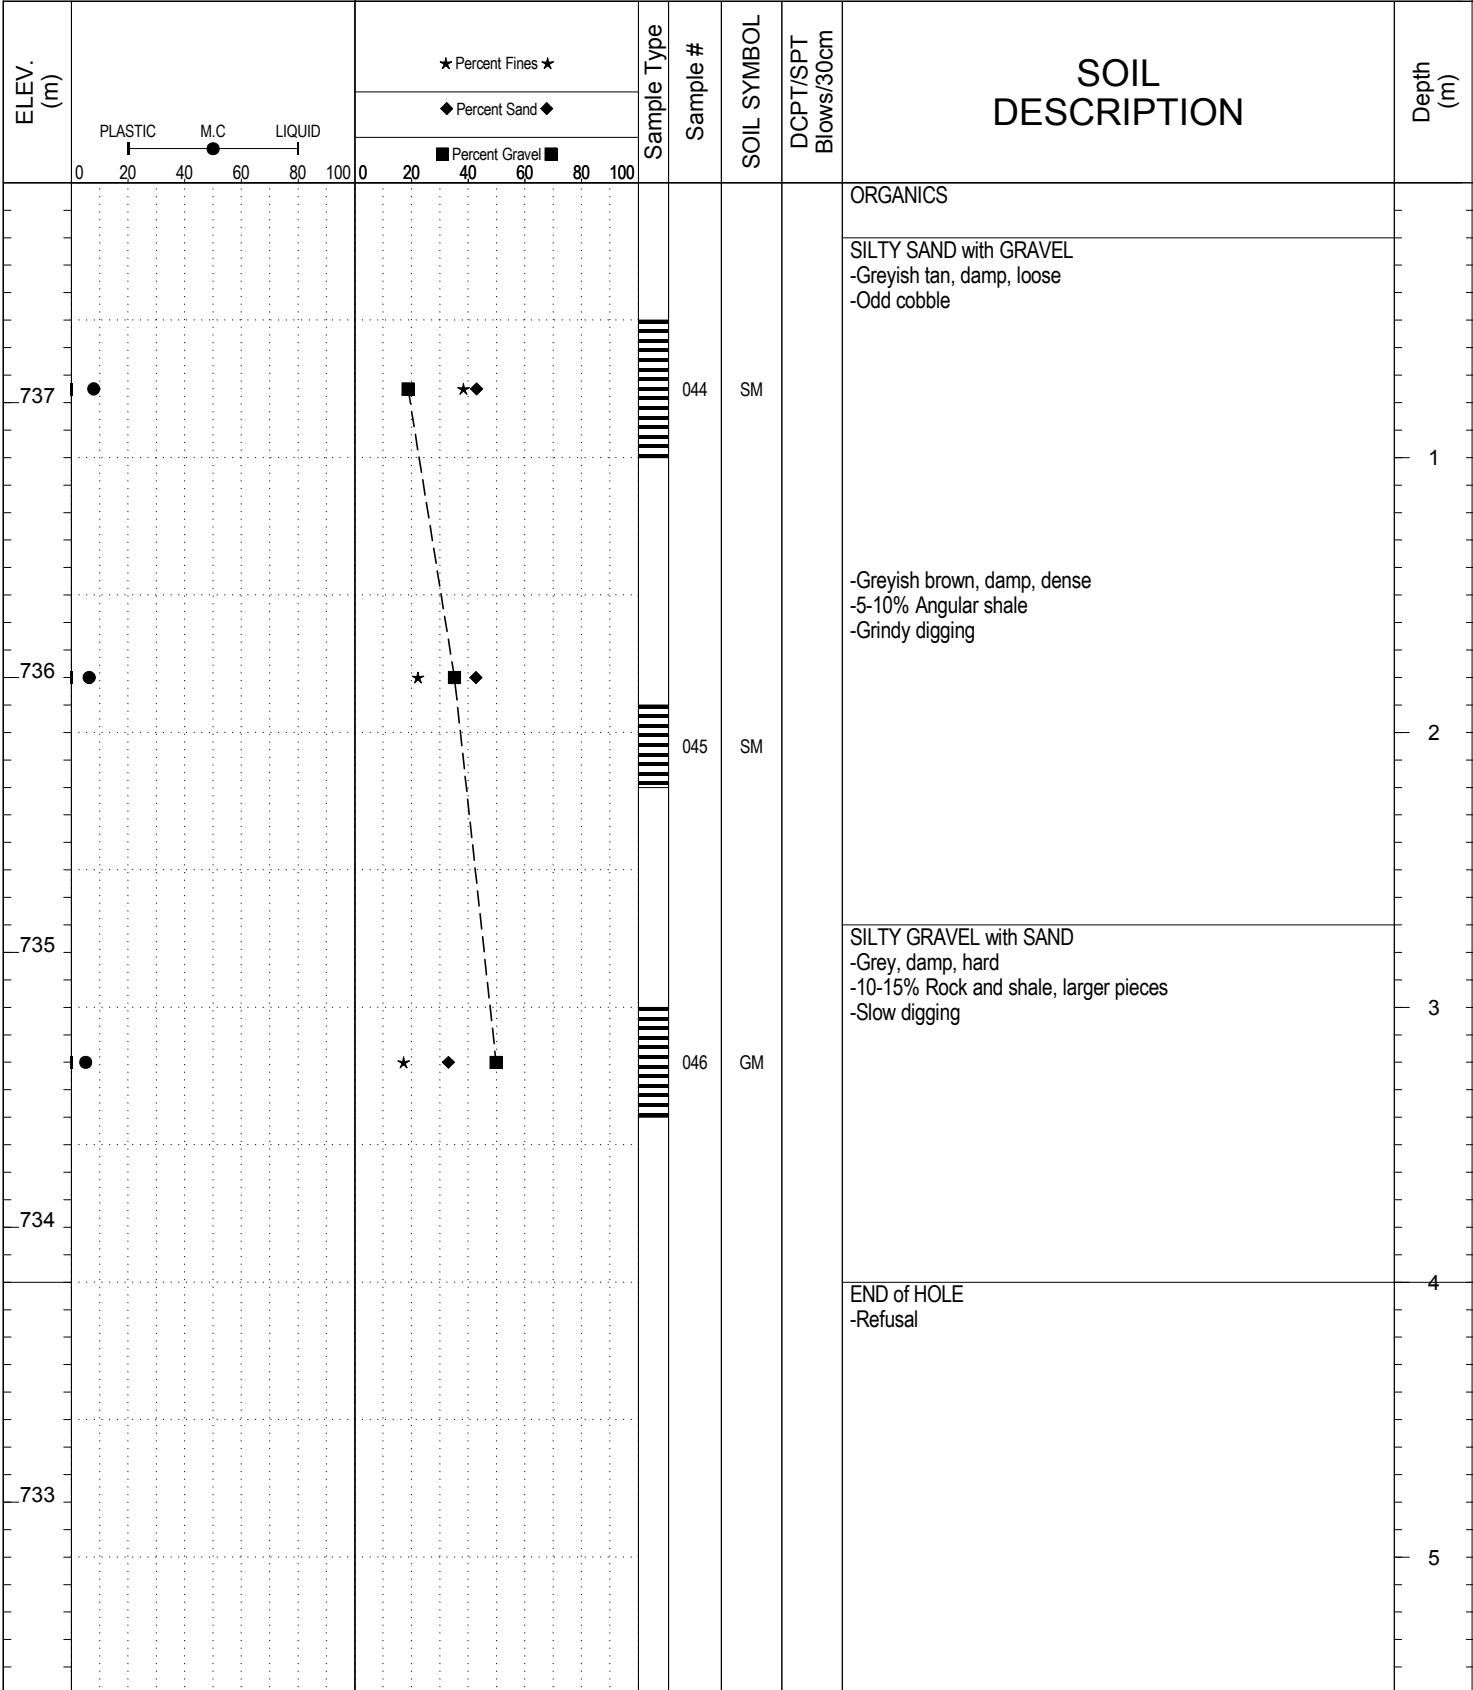 ELEV.
(m)
PLASTIC M.C LIQUID
0 20 40 60 80 100
★ Percent Fines ★
◆ Percent Sand ◆
■ Percent Gravel ■
0 20 40 60 80 100
Sample Type
Sample #
SOIL SYMBOL
DCPT/SPT
Blows/30cm
SOIL
DESCRIPTION
Depth
(m)
ORGANICS
SILTY SAND with GRAVEL
-Greyish tan, damp, loose
-Odd cobble
737
044 SM
1
-Greyish brown, damp, dense
-5-10% Angular shale
-Grindy digging
736
045 SM
2
735
SILTY GRAVEL with SAND
-Grey, damp, hard
-10-15% Rock and shale, larger pieces
-Slow digging
3
046 GM
734
4
END of HOLE
-Refusal
733
5